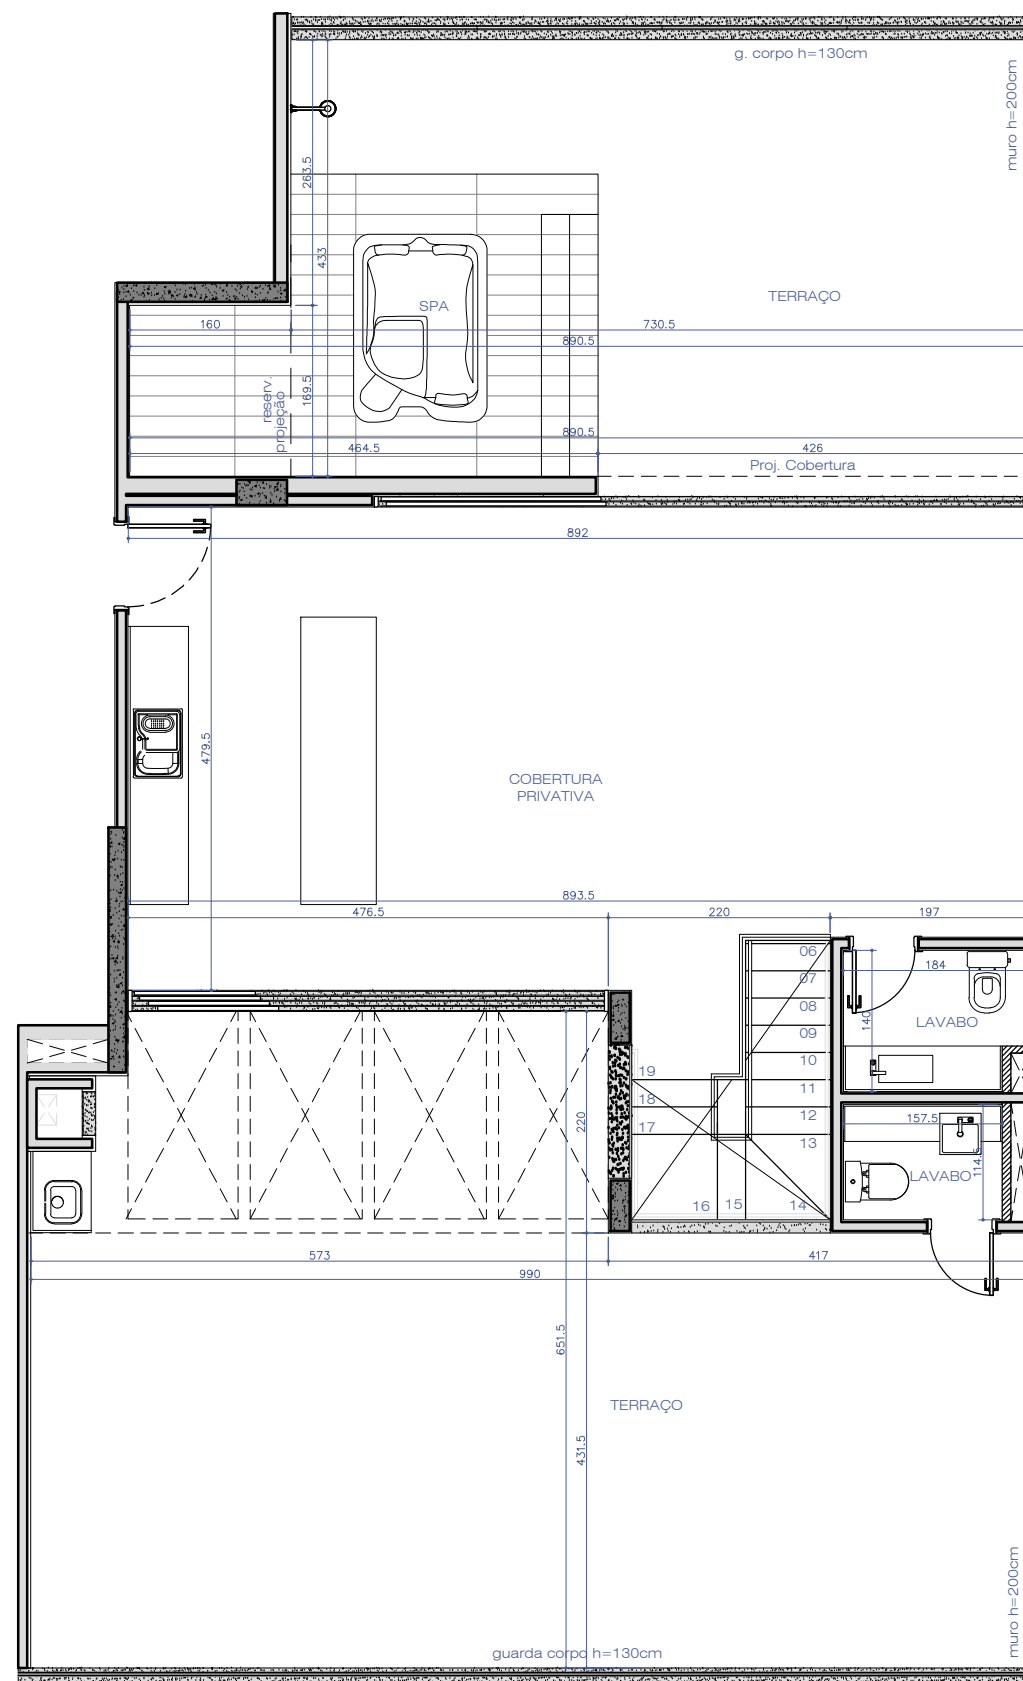 g. corpo h=130cm
muro h=200cm
263.5
433
SPA
TERRAÇO
160
730.5
890.5
reserv.
projeção
169.5
890.5
464.5
426
Proj. Cobertura
892
479.5
COBERTURA
PRIVATIVA
893.5
476.5
220
197
06
07
08
09
10
11
12
13
14
15
16
17
18
19
184
140
LAVABO
157.5
114.5
LAVABO
220
573
417
990
651.5
TERRAÇO
431.5
muro h=200cm
guarda corpo h=130cm